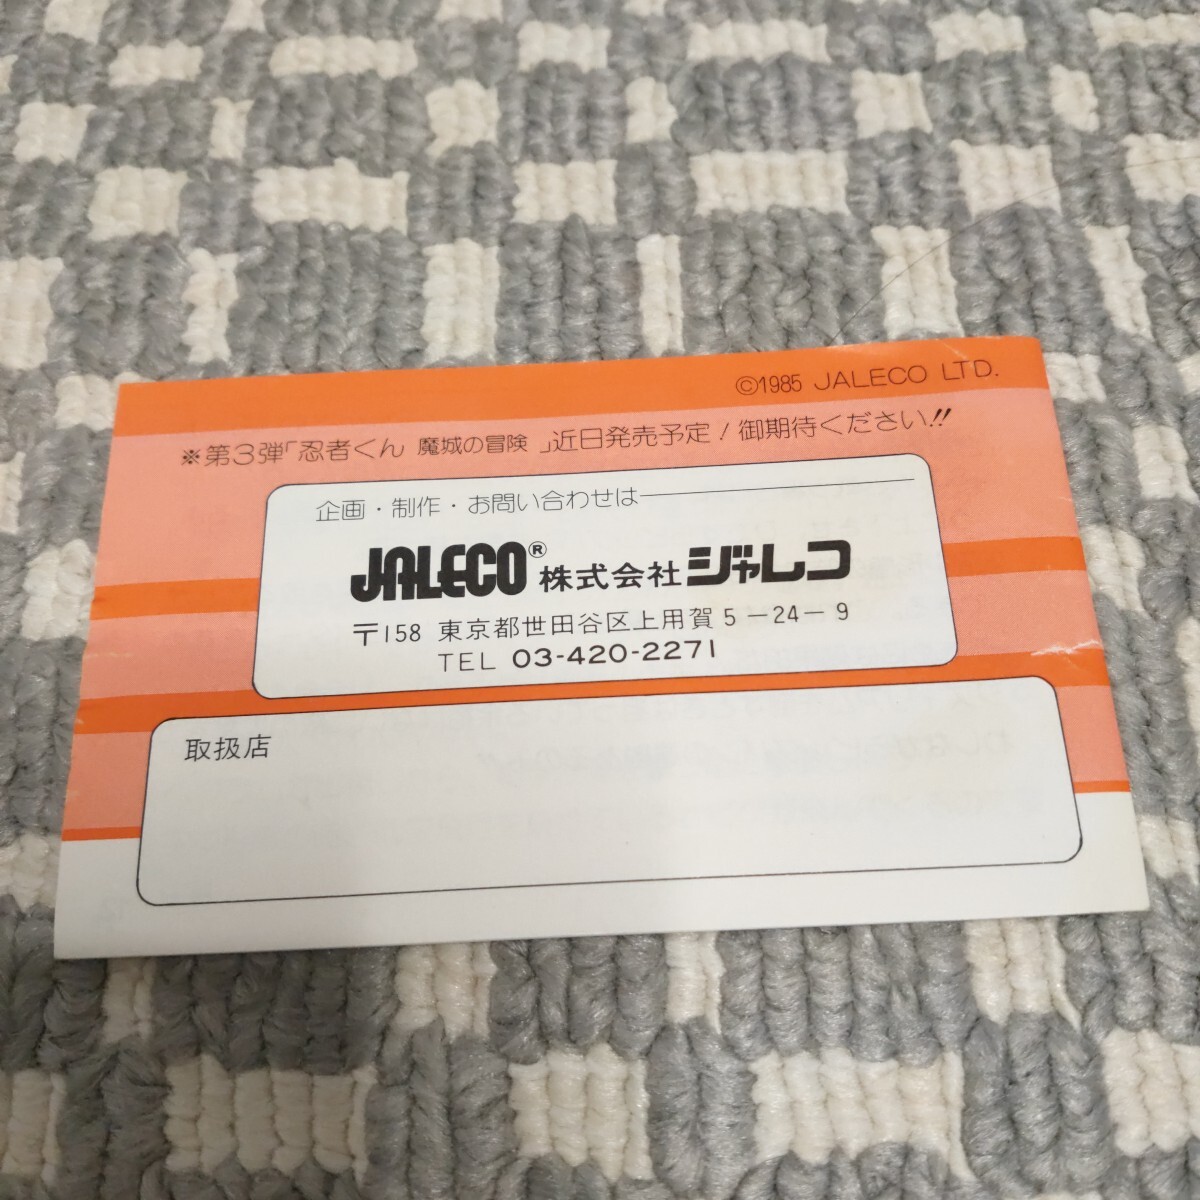 ©1985 JALECO LTD.
※第3弾「忍者くん 魔城の冒険」近日発売予定!御期待ください!!
企画・制作・お問い合わせは
JALECO® 株式会社ジャレコ
〒158 東京都世田谷区上用賀5-24-9
TEL 03-420-2271
取扱店